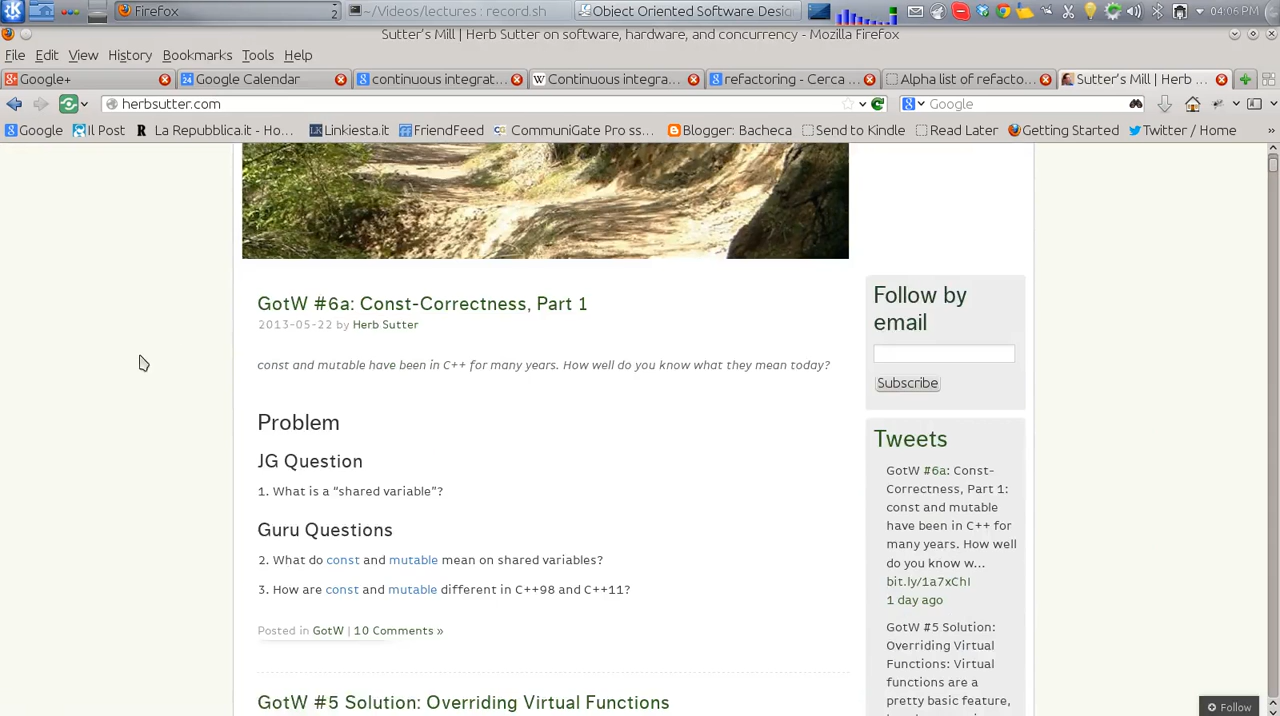 Firefox 2 ~/Videos/lectures : record sh Object Oriented Software Desig 04:06 PM
Sutter's Mill | Herb Sutter on software, hardware, and concurrency - Mozilla Firefox
File Edit View History Bookmarks Tools Help
Google+ Google Calendar continuous integrat... Continuous integra... refactoring - Cerca ... Alpha list of refacto... Sutter's Mill | Herb ...
herbsutter.com Google
Google Il Post La Repubblica.it - Ho... Linkiesta.it FriendFeed CommuniGate Pro ss... Blogger: Bacheca Send to Kindle Read Later Getting Started Twitter / Home »
GotW #6a: Const-Correctness, Part 1
2013-05-22 by Herb Sutter
const and mutable have been in C++ for many years. How well do you know what they mean today?
Problem
JG Question
1. What is a “shared variable”?
Guru Questions
2. What do const and mutable mean on shared variables?
3. How are const and mutable different in C++98 and C++11?
Posted in GotW | 10 Comments »
GotW #5 Solution: Overriding Virtual Functions
Follow by
email
Subscribe
Tweets
GotW #6a: Const-
Correctness, Part 1:
const and mutable
have been in C++ for
many years. How well
do you know w...
bit.ly/1a7xChI
1 day ago
GotW #5 Solution:
Overriding Virtual
Functions: Virtual
functions are a
pretty basic feature,
Follow